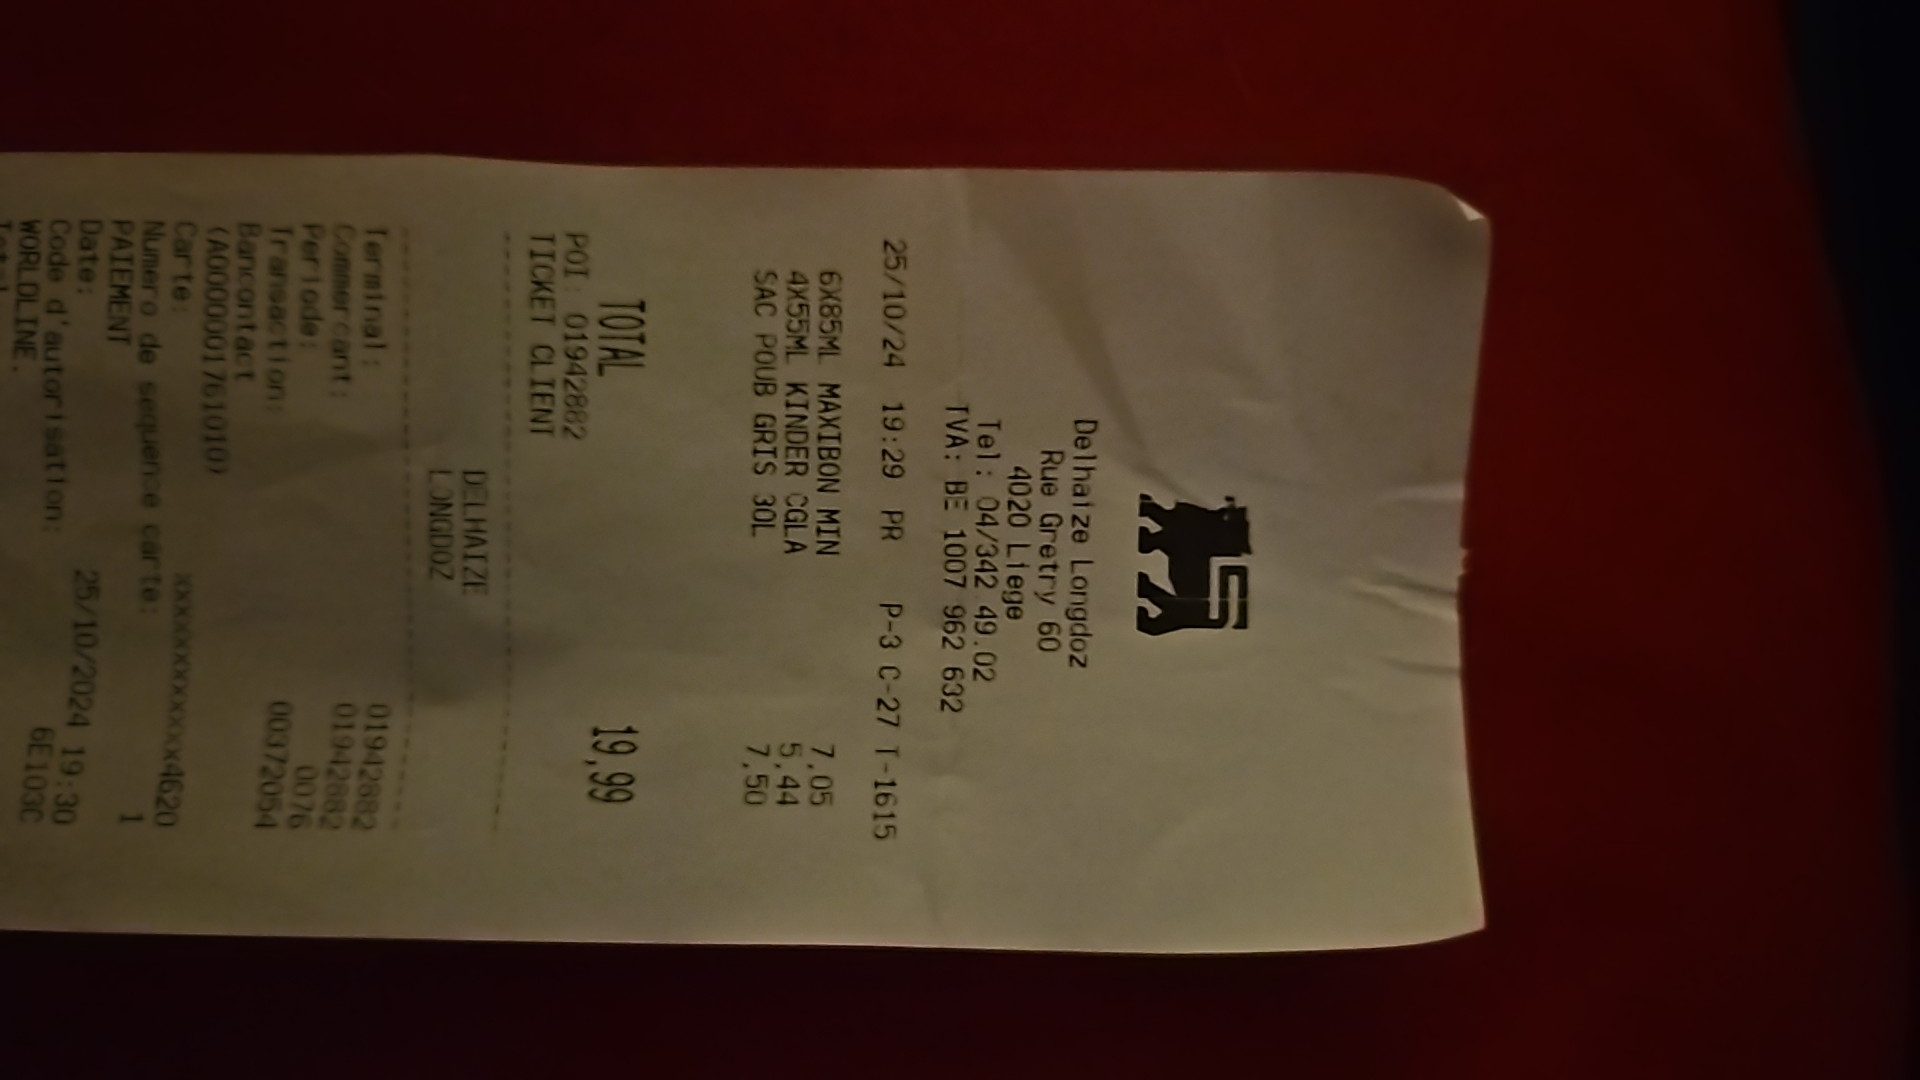 Delhaize Longdoz
Rue Gretry 60
4020 Liege
Tel: 04/342.49.02
TVA: BE 1007 962 632
25/10/24 19:29 PR P-3 C-27 T-1615
6X85ML MAXIBON MIN 7,05
4X55ML KINDER CGLA 5,44
SAC POUB GRIS 30L 7,50
TOTAL 19,99
POI: 01942882
TICKET CLIENT
DELHAIZE
LONGDOZ
Terminal: 01942882
Commercant: 01942882
Periode: 0076
Transaction: 00372054
Bancontact
(A0000001761010)
Carte: xxxxxxxxxxxxx4620
Numero de sequence carte: 1
PAIEMENT
Date: 25/10/2024 19:30
Code d'autorisation: 6E103C
WORLDLINE.